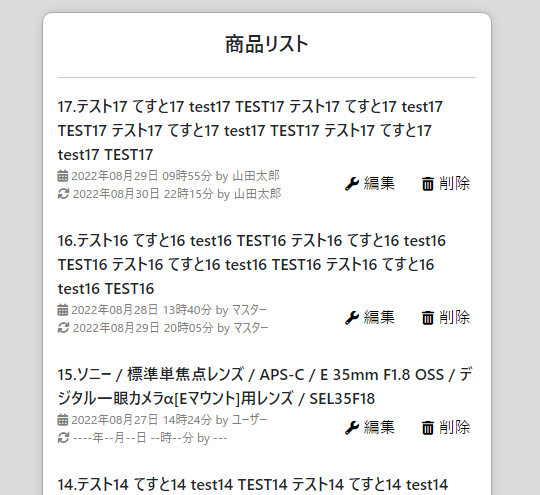 商品リスト
17.テスト17 てすと17 test17 TEST17 テスト17 てすと17 test17
TEST17 テスト17 てすと17 test17 TEST17 テスト17 てすと17
test17 TEST17
2022年08月29日 09時55分 by 山田太郎
2022年08月30日 22時15分 by 山田太郎
編集 削除
16.テスト16 てすと16 test16 TEST16 テスト16 てすと16 test16
TEST16 テスト16 てすと16 test16 TEST16 テスト16 てすと16
test16 TEST16
2022年08月28日 13時40分 by マスター
2022年08月29日 20時05分 by マスター
編集 削除
15.ソニー / 標準単焦点レンズ / APS-C / E 35mm F1.8 OSS / デ
ジタル一眼カメラα[Eマウント]用レンズ / SEL35F18
2022年08月27日 14時24分 by ユーザー
----年--月--日 --時--分 by ---
編集 削除
14.テスト14 てすと14 test14 TEST14 テスト14 てすと14 test14